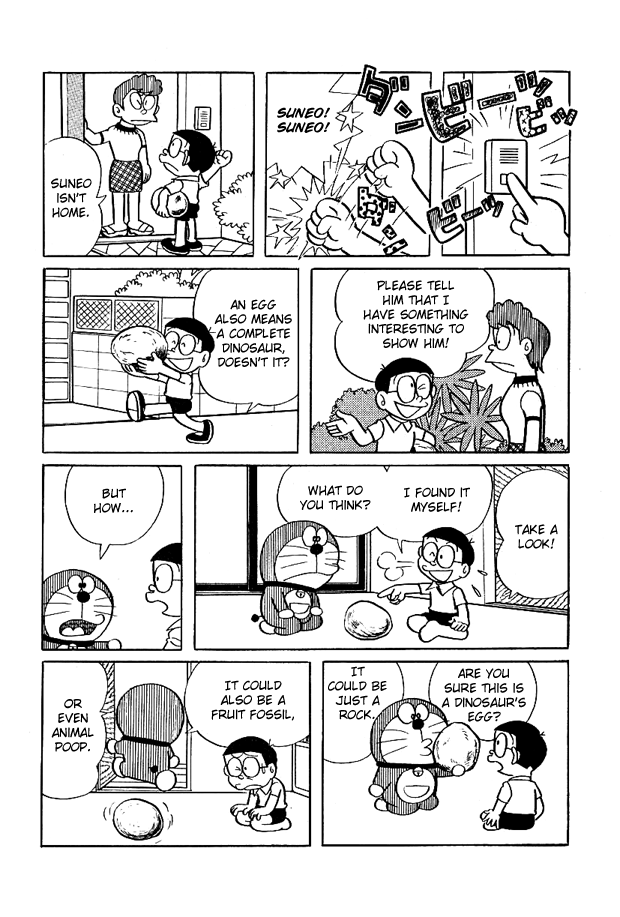 SUNEO!
SUNEO!
SUNEO
ISN'T
HOME.
PLEASE TELL
HIM THAT I
HAVE SOMETHING
INTERESTING TO
SHOW HIM!
AN EGG
ALSO MEANS
A COMPLETE
DINOSAUR,
DOESN'T IT?
TAKE A
LOOK!
I FOUND IT
MYSELF!
WHAT DO
YOU THINK?
BUT
HOW...
ARE YOU
SURE THIS IS
A DINOSAUR'S
EGG?
IT
COULD BE
JUST A
ROCK.
IT COULD
ALSO BE A
FRUIT FOSSIL,
OR
EVEN
ANIMAL
POOP.